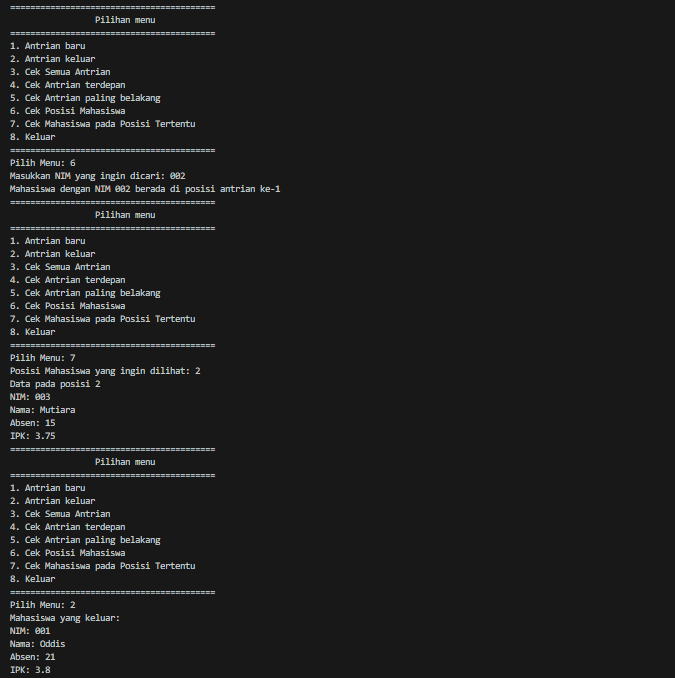 =========================================
Pilihan menu
=========================================
1. Antrian baru
2. Antrian keluar
3. Cek Semua Antrian
4. Cek Antrian terdepan
5. Cek Antrian paling belakang
6. Cek Posisi Mahasiswa
7. Cek Mahasiswa pada Posisi Tertentu
8. Keluar
=========================================
Pilih Menu: 6
Masukkan NIM yang ingin dicari: 002
Mahasiswa dengan NIM 002 berada di posisi antrian ke-1
=========================================
Pilihan menu
=========================================
1. Antrian baru
2. Antrian keluar
3. Cek Semua Antrian
4. Cek Antrian terdepan
5. Cek Antrian paling belakang
6. Cek Posisi Mahasiswa
7. Cek Mahasiswa pada Posisi Tertentu
8. Keluar
=========================================
Pilih Menu: 7
Posisi Mahasiswa yang ingin dilihat: 2
Data pada posisi 2
NIM: 003
Nama: Mutiara
Absen: 15
IPK: 3.75
=========================================
Pilihan menu
=========================================
1. Antrian baru
2. Antrian keluar
3. Cek Semua Antrian
4. Cek Antrian terdepan
5. Cek Antrian paling belakang
6. Cek Posisi Mahasiswa
7. Cek Mahasiswa pada Posisi Tertentu
8. Keluar
=========================================
Pilih Menu: 2
Mahasiswa yang keluar:
NIM: 001
Nama: Oddis
Absen: 21
IPK: 3.8